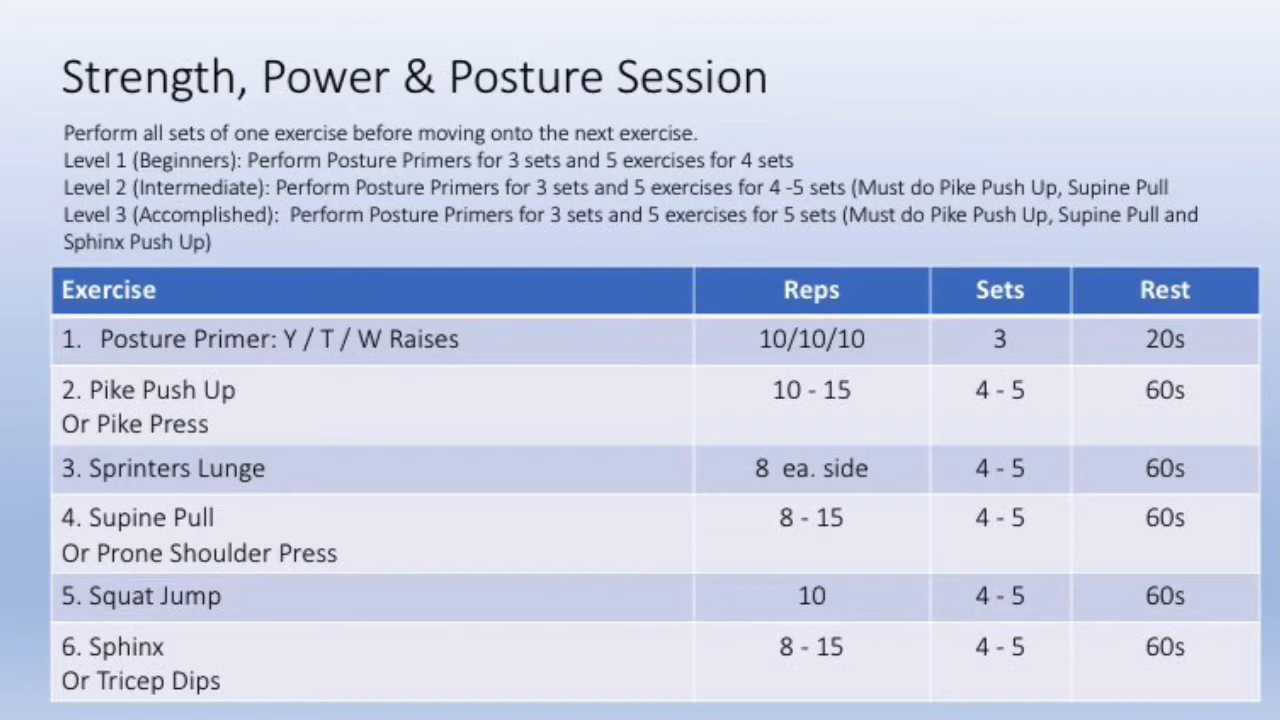 Strength, Power & Posture Session
Perform all sets of one exercise before moving onto the next exercise.
Level 1 (Beginners): Perform Posture Primers for 3 sets and 5 exercises for 4 sets
Level 2 (Intermediate): Perform Posture Primers for 3 sets and 5 exercises for 4 -5 sets (Must do Pike Push Up, Supine Pull
Level 3 (Accomplished):  Perform Posture Primers for 3 sets and 5 exercises for 5 sets (Must do Pike Push Up, Supine Pull and
Sphinx Push Up)
Exercise Reps Sets Rest
1. Posture Primer: Y / T / W Raises 10/10/10 3 20s
2. Pike Push Up 10 - 15 4 - 5 60s
Or Pike Press
3. Sprinters Lunge 8 ea. side 4 - 5 60s
4. Supine Pull 8 - 15 4 - 5 60s
Or Prone Shoulder Press
5. Squat Jump 10 4 - 5 60s
6. Sphinx 8 - 15 4 - 5 60s
Or Tricep Dips